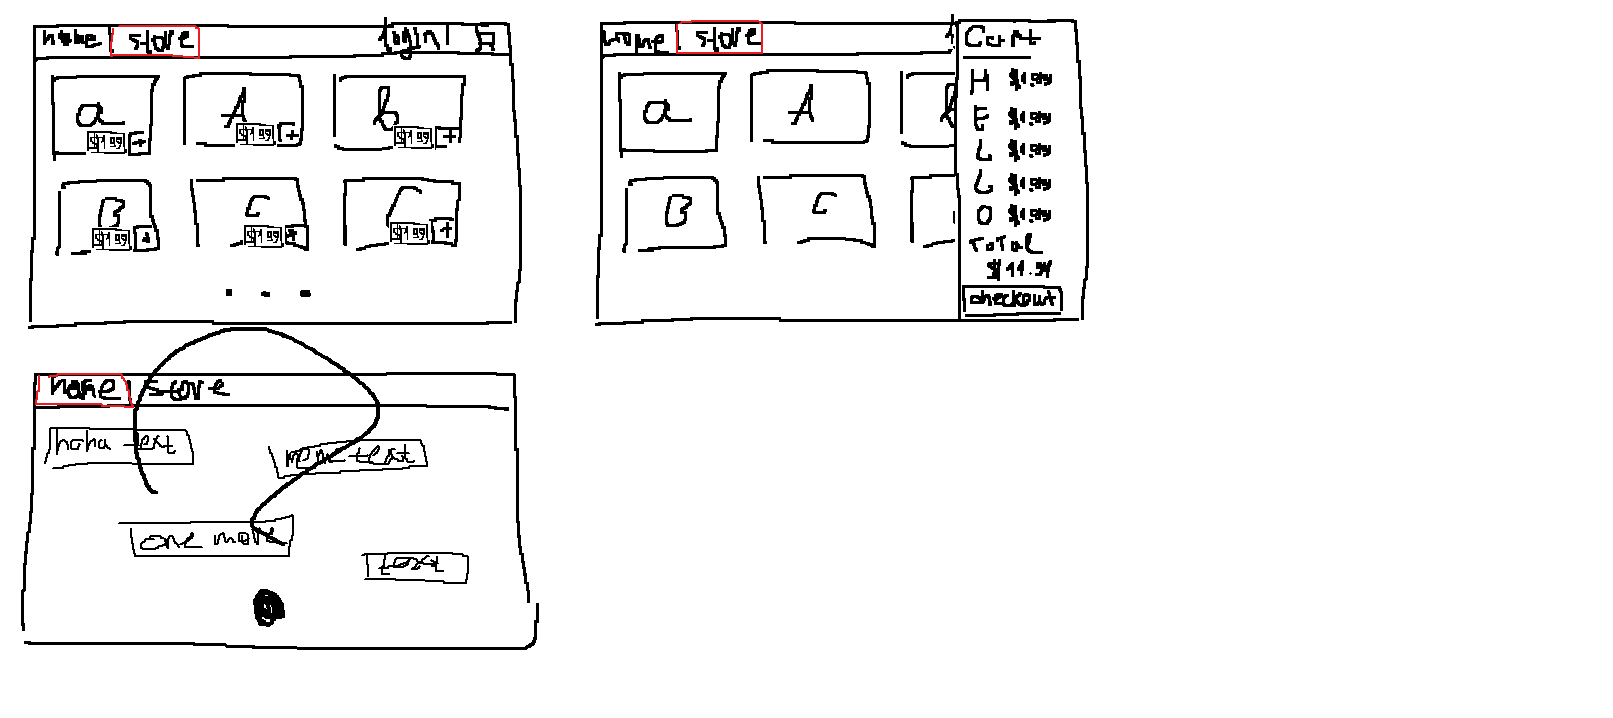 home store login
a A b
$1.99 + $1.99 + $1.99 +
B C C
$1.99 + $1.99 + $1.99 +
...
home store
a A
B C
Cart
H $1.99
E $1.99
L $1.99
L $1.99
O $1.99
TOTAL
checkout
home store
haha text
more text
one more
text
?